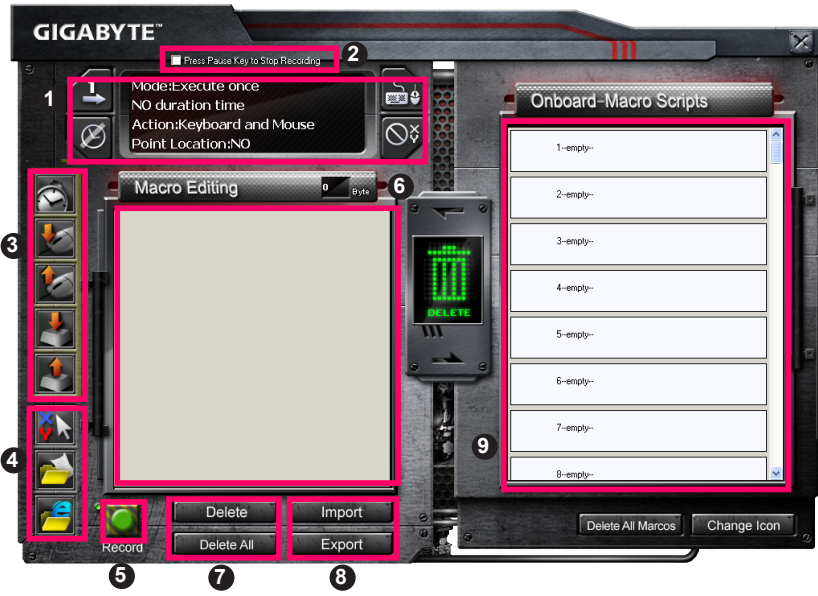 GIGABYTE™
2
Press Pause Key to Stop Recording
1
Mode:Execute once
NO duration time
Action:Keyboard and Mouse
Point Location:NO
1
X
Y
Macro Editing
0
Byte
6
3
DELETE
X
Y
4
Record
5
Delete
Import
Delete All
Export
7
8
Onboard-Macro Scripts
1--empty--
2--empty--
3--empty--
4--empty--
5--empty--
6--empty--
7--empty--
8--empty--
9
Delete All Marcos
Change Icon